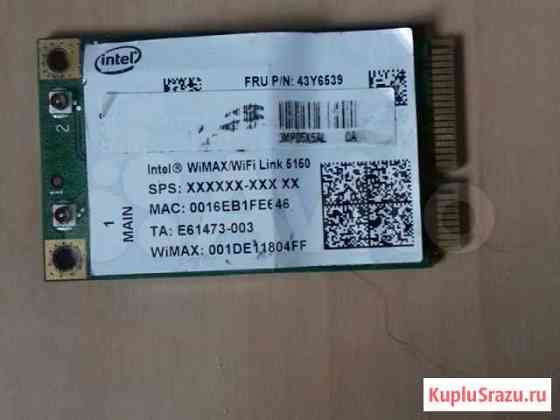 intel
FRU P/N: 43Y6539
Intel® WiMAX/WiFi Link 5150
SPS: XXXXXX-XXX XX
MAC: 0016EB1FE646
TA: E61473-003
WiMAX: 001DE11804FF
2
1
MAIN
KupluSrazu.ru